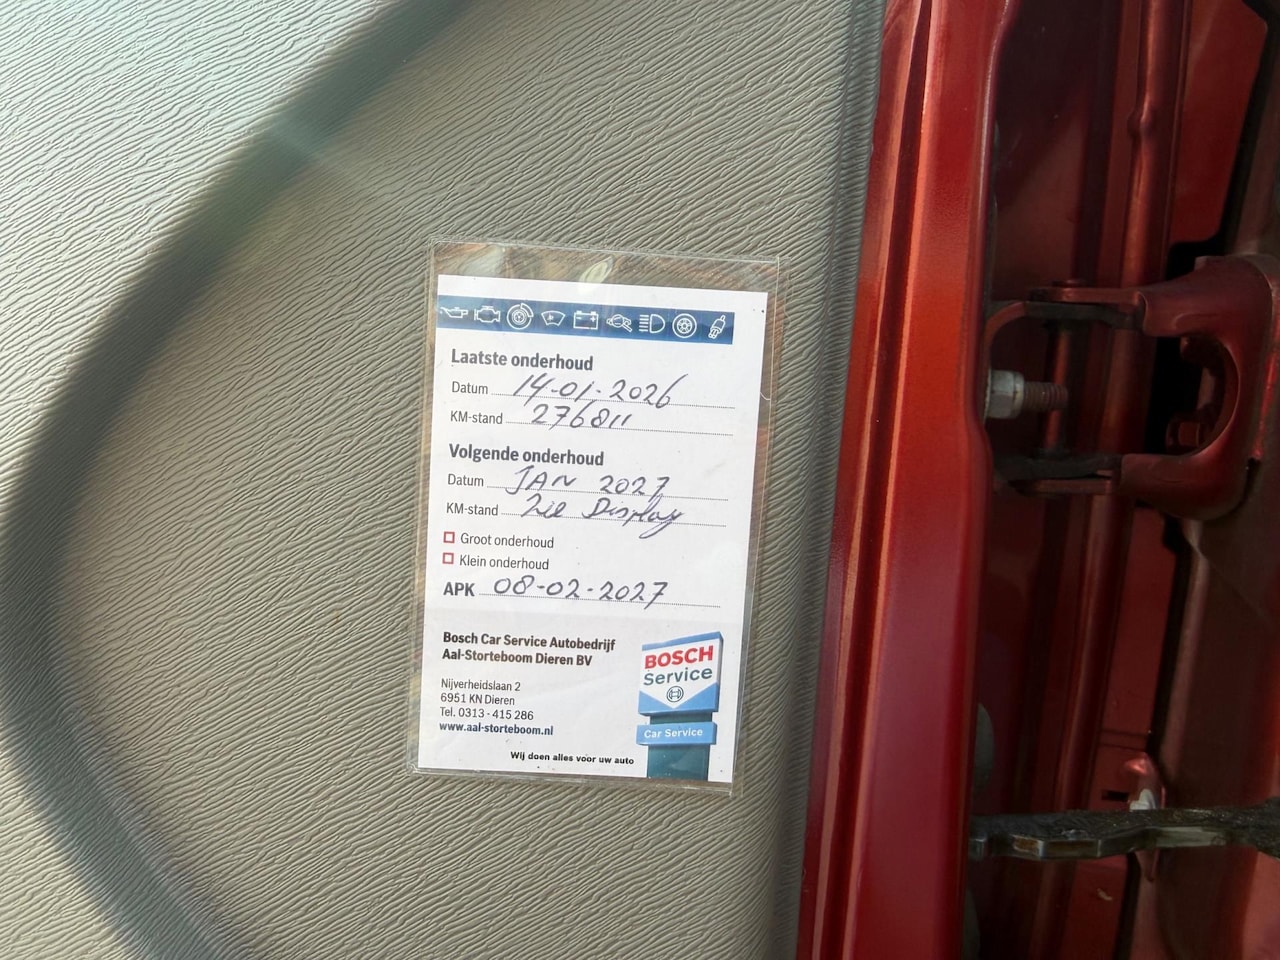 Laatste onderhoud
Datum 14-01-2026
KM-stand 276811
Volgende onderhoud
Datum JAN 2027
KM-stand Zie Display
Groot onderhoud
Klein onderhoud
APK 08-02-2027
Bosch Car Service Autobedrijf
Aal-Storteboom Dieren BV
Nijverheidslaan 2
6951 KN Dieren
Tel. 0313 - 415 286
www.aal-storteboom.nl
BOSCH
Service
Car Service
Wij doen alles voor uw auto